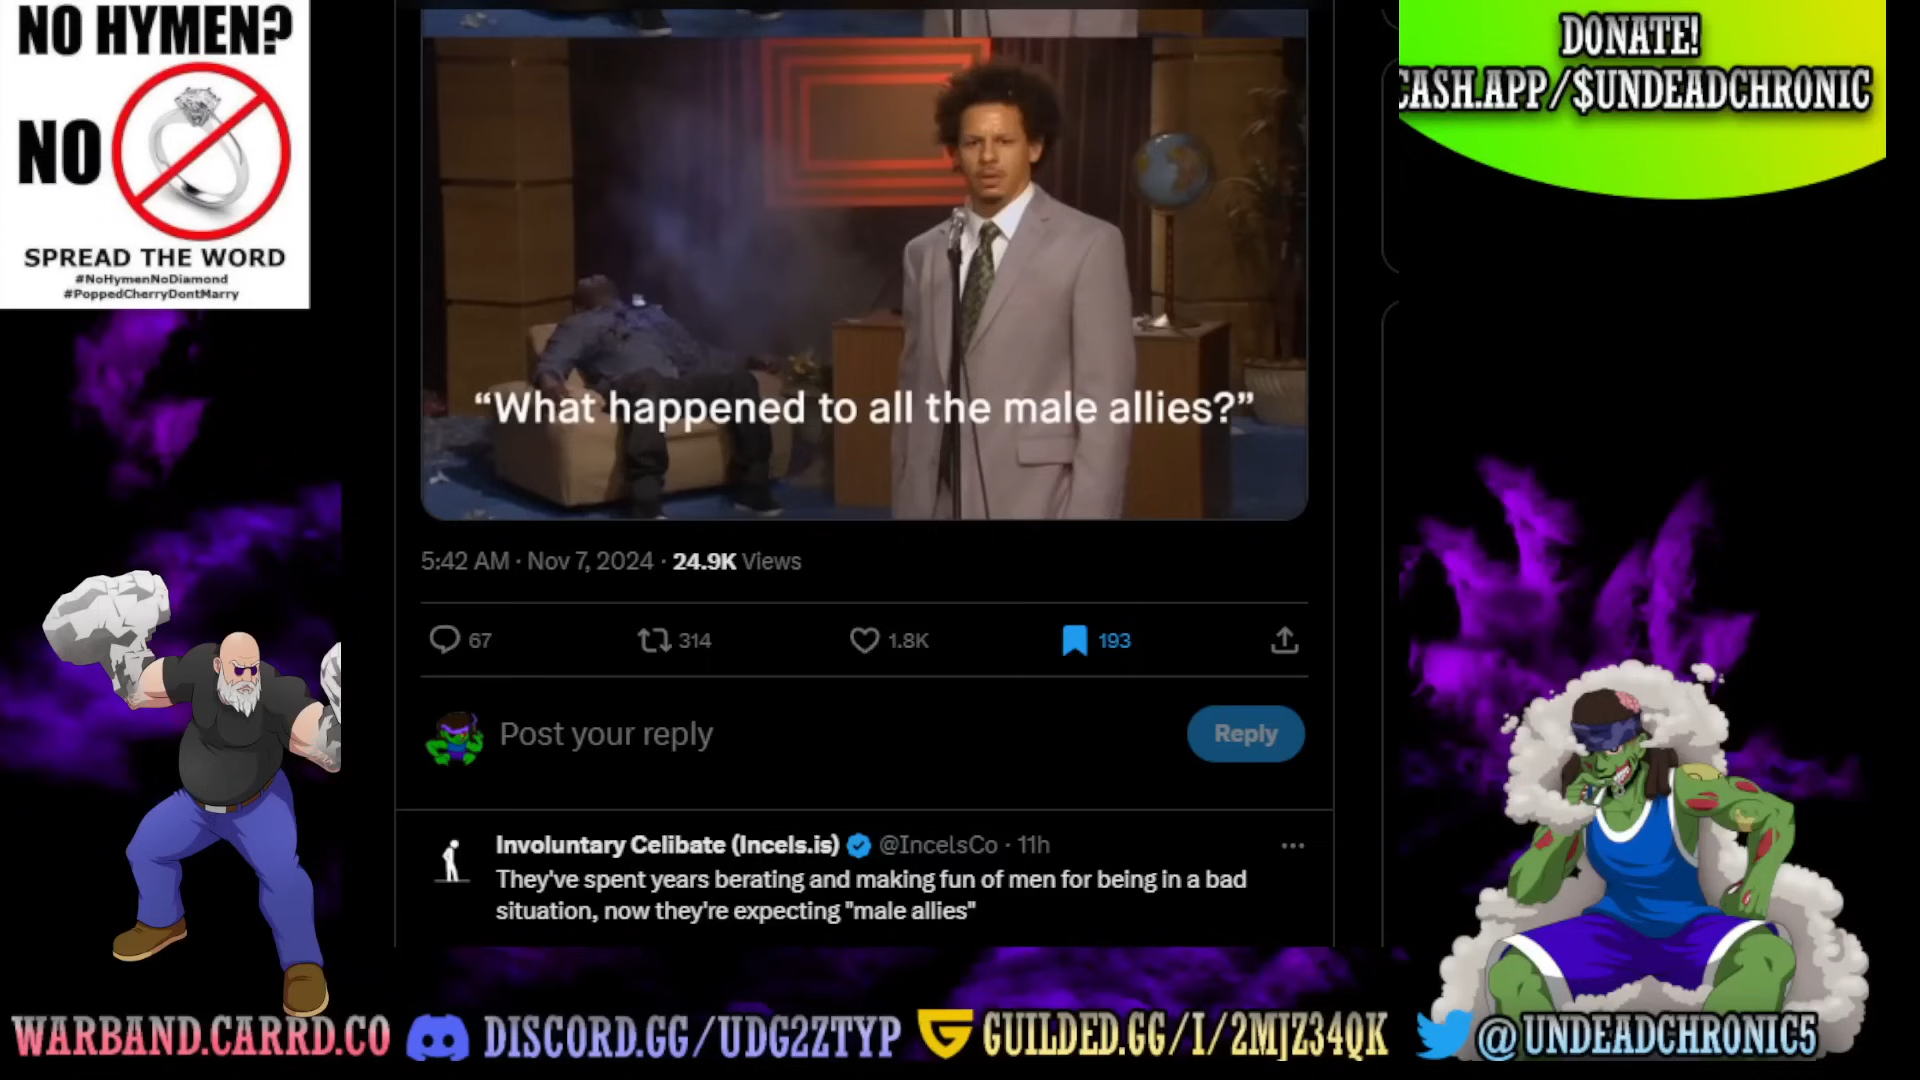 NO HYMEN?
NO
SPREAD THE WORD
#NoHymenNoDiamond
#PoppedCherryDontMarry
DONATE!
CASH.APP/$UNDEADCHRONIC
“What happened to all the male allies?”
5:42 AM · Nov 7, 2024 · 24.9K Views
67 314 1.8K 193
Post your reply
Reply
Involuntary Celibate (Incels.is) @IncelsCo · 11h
They've spent years berating and making fun of men for being in a bad
situation, now they're expecting "male allies"
WARBAND.CARRD.CO DISCORD.GG/UDG2ZTYP GUILDED.GG/I/2MJZ34QK @UNDEADCHRONIC5